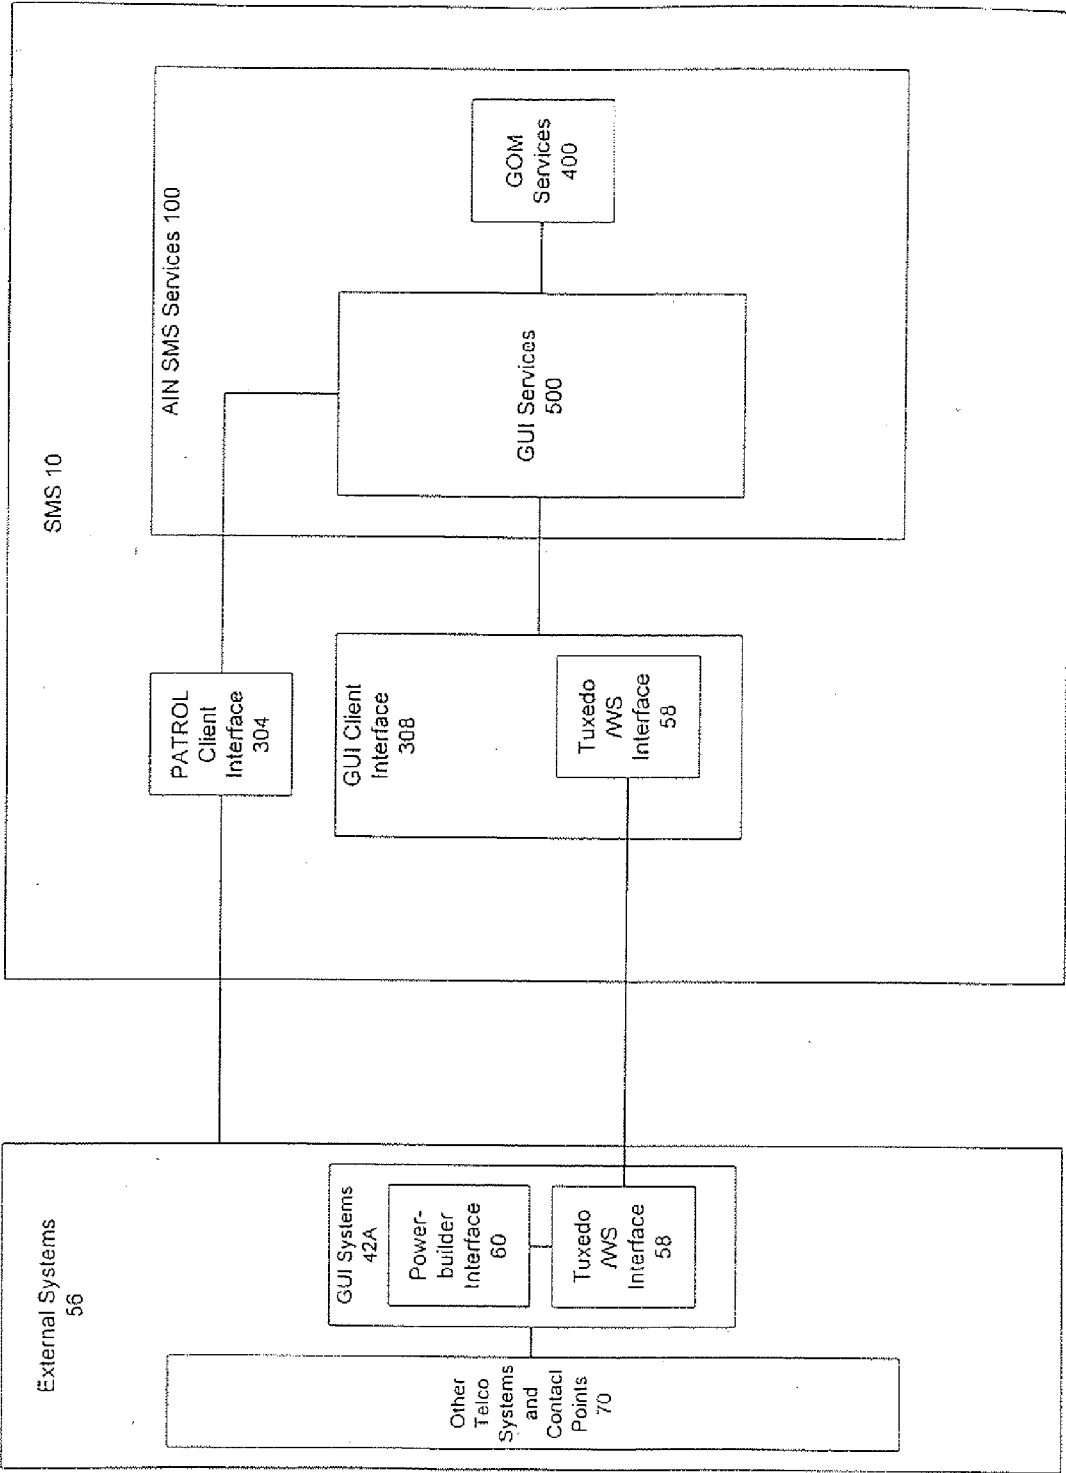 External Systems
56
Other
Telco
Systems
and
Contact
Points
70
GUI Systems
42A
Power-
builder
Interface
60
Tuxedo
/WS
Interface
58
SMS 10
PATROL
Client
Interface
304
GUI Client
Interface
308
Tuxedo
/WS
Interface
58
AIN SMS Services 100
GUI Services
500
GOM
Services
400